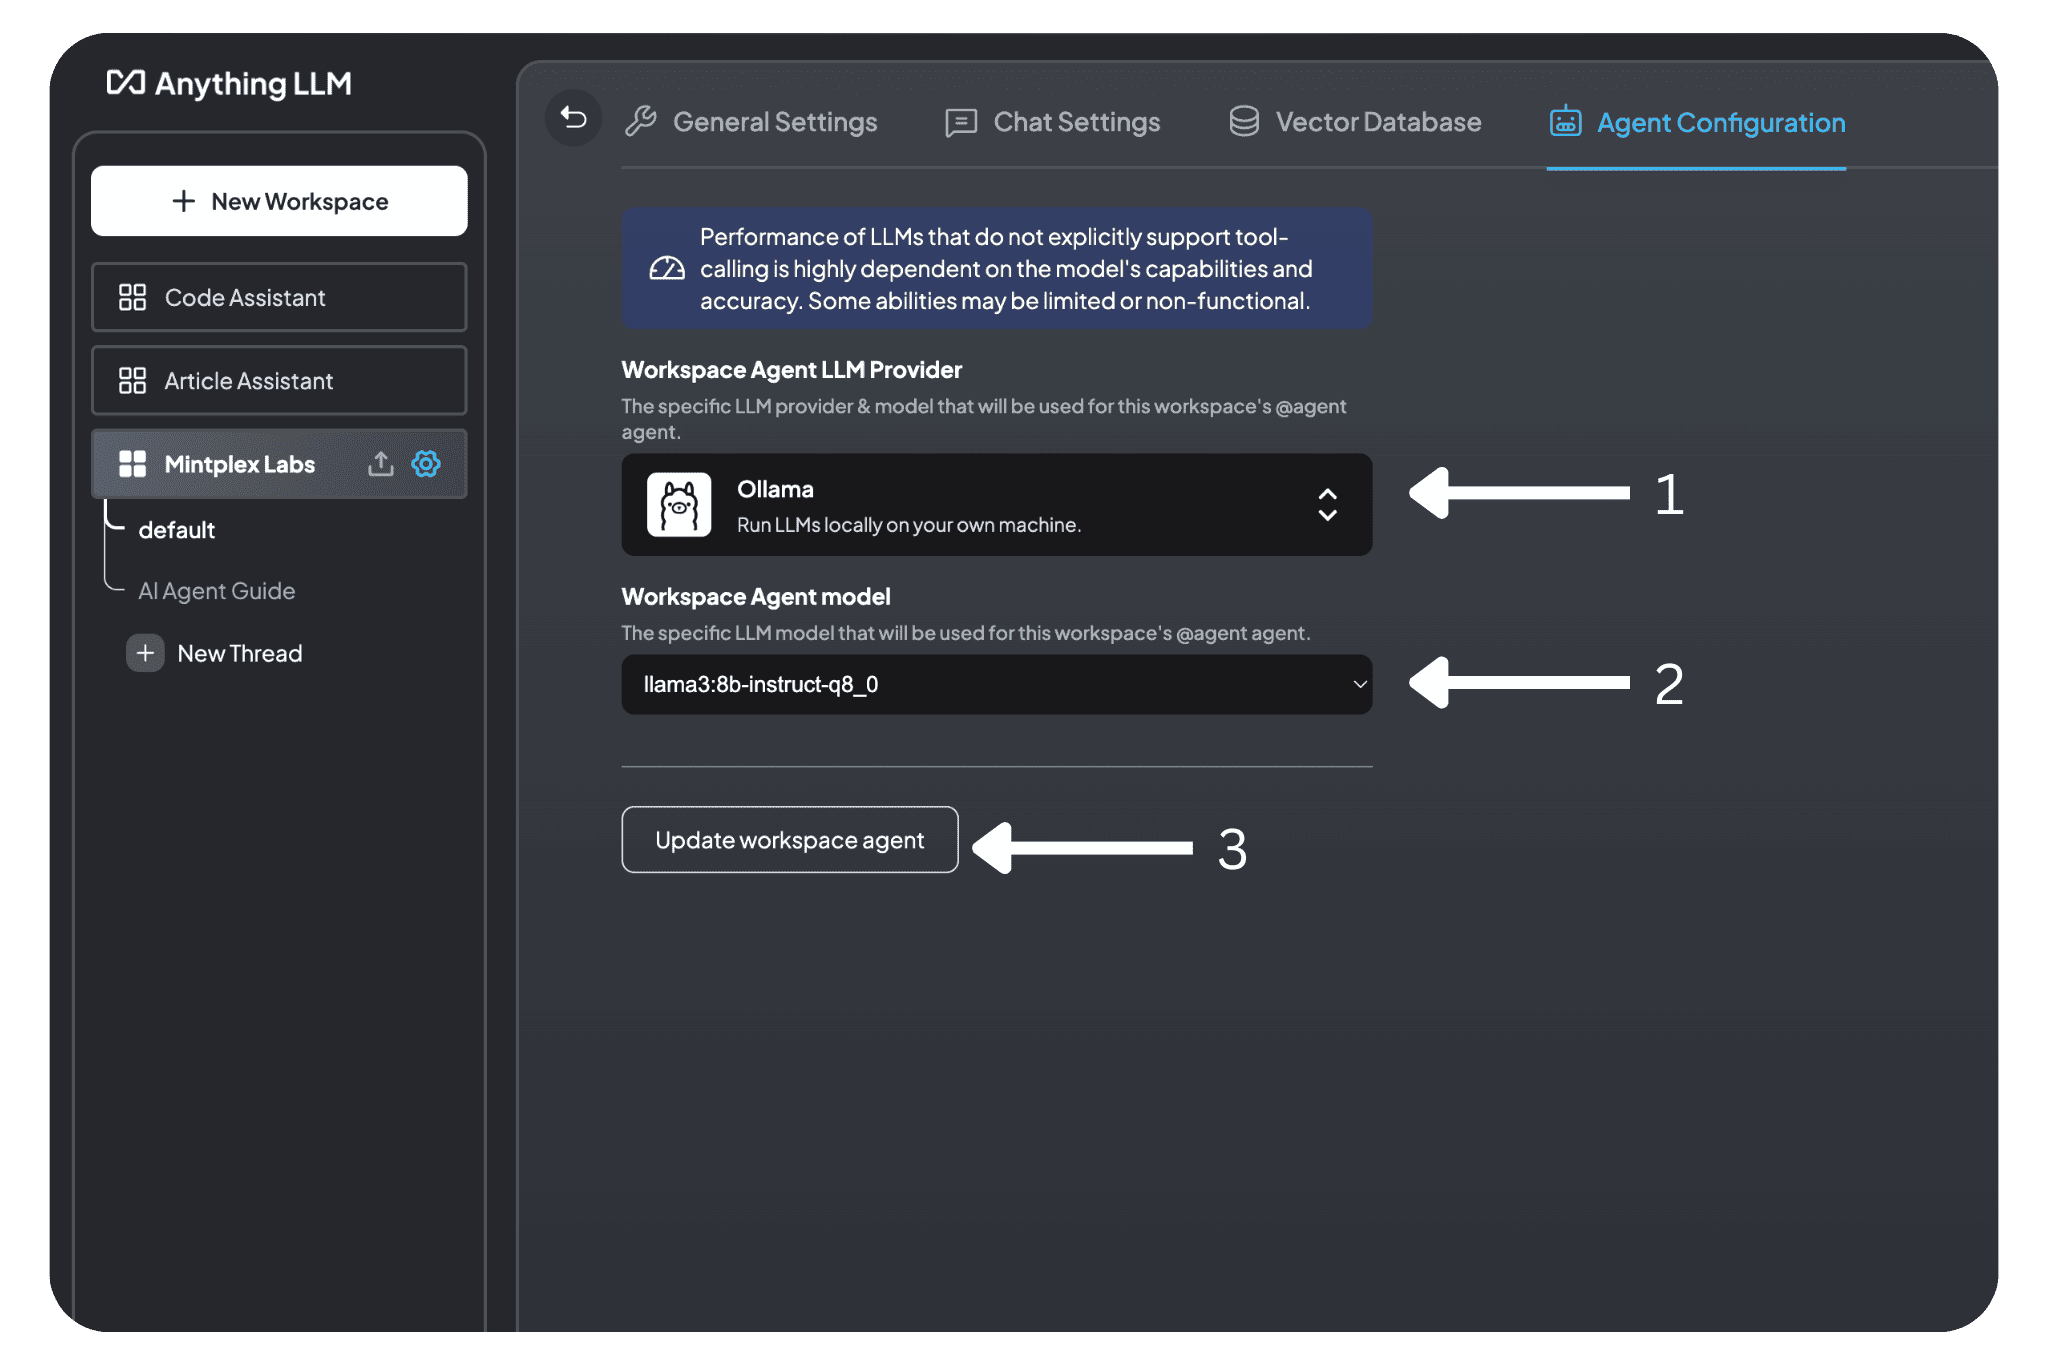 Anything LLM
New Workspace
Code Assistant
Article Assistant
Mintplex Labs
default
AI Agent Guide
New Thread
General Settings
Chat Settings
Vector Database
Agent Configuration
Performance of LLMs that do not explicitly support tool-
calling is highly dependent on the model's capabilities and
accuracy. Some abilities may be limited or non-functional.
Workspace Agent LLM Provider
The specific LLM provider & model that will be used for this workspace's @agent
agent.
Ollama
Run LLMs locally on your own machine.
1
Workspace Agent model
The specific LLM model that will be used for this workspace's @agent agent.
llama3:8b-instruct-q8_0
2
Update workspace agent
3